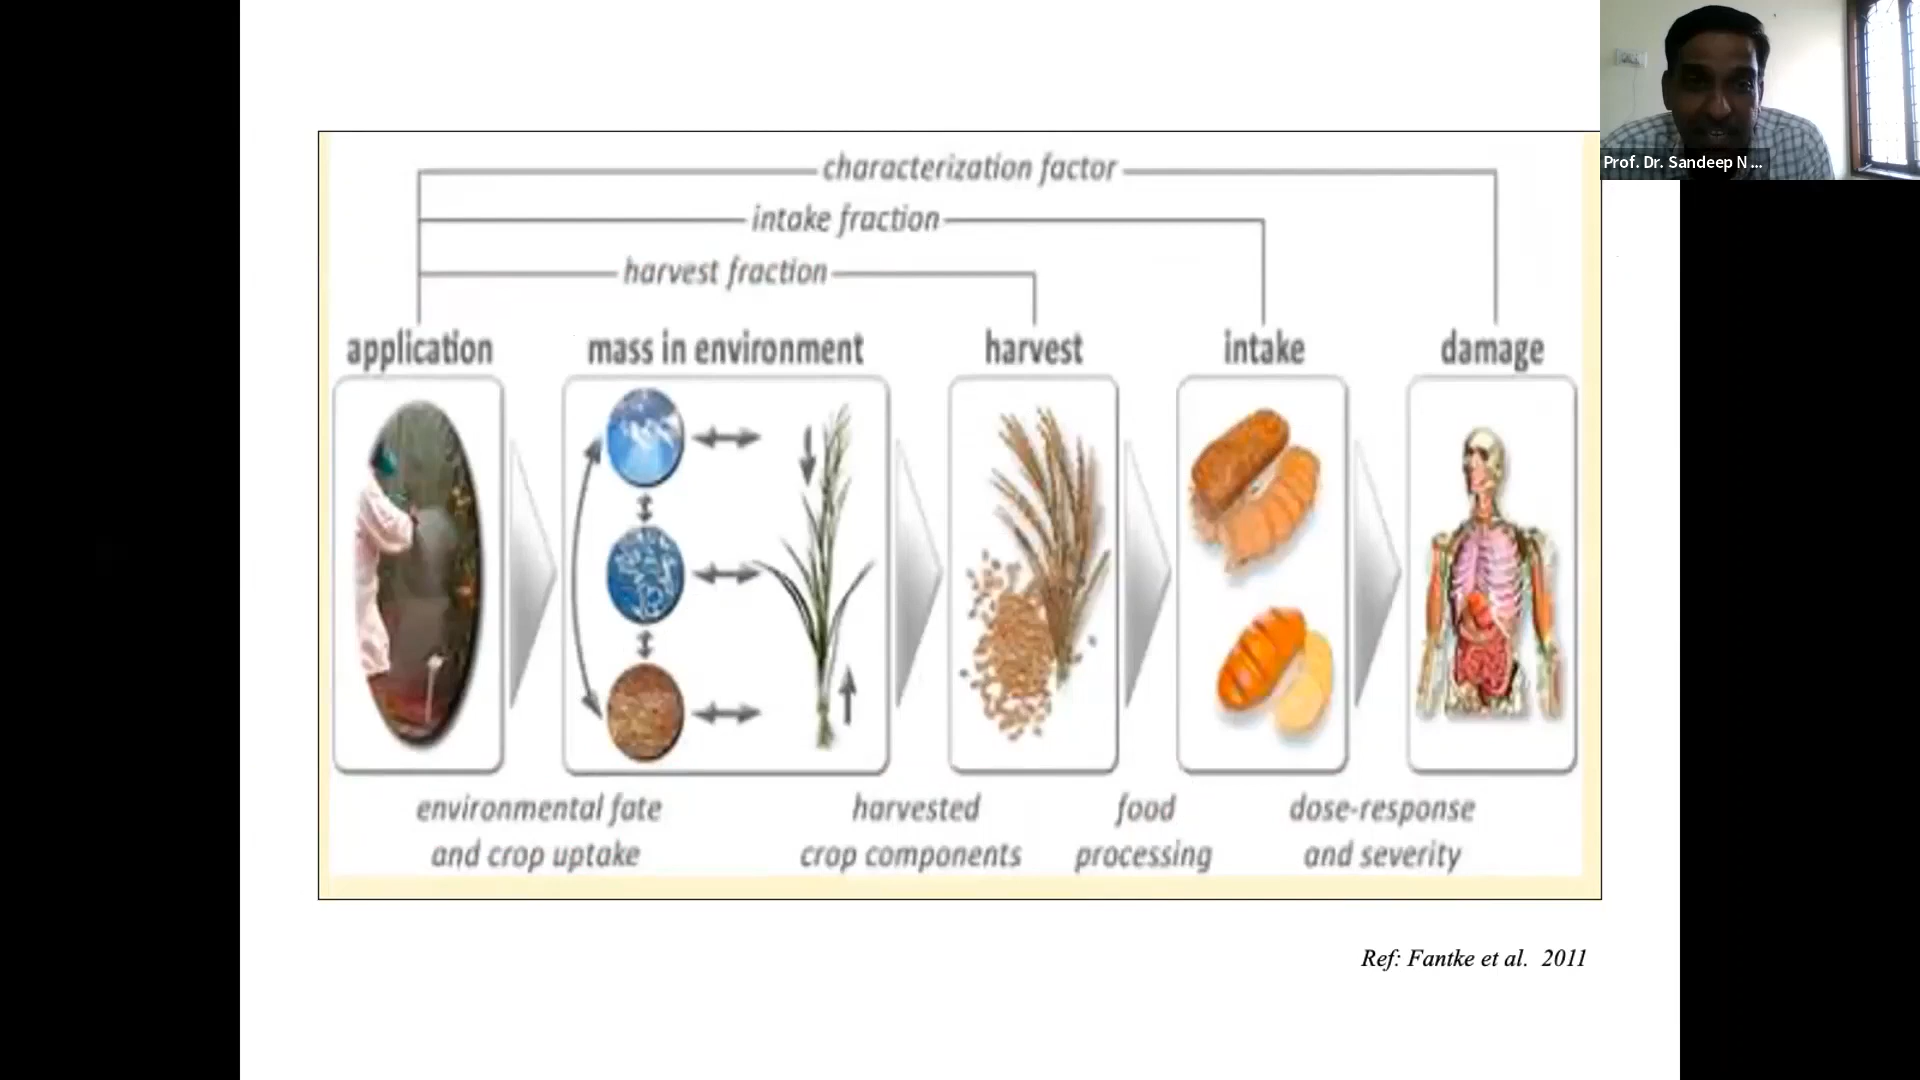 Prof. Dr. Sandeep N ...
characterization factor
intake fraction
harvest fraction
application
mass in environment
harvest
intake
damage
environmental fate
and crop uptake
harvested
crop components
food
processing
dose-response
and severity
Ref: Fantke et al. 2011